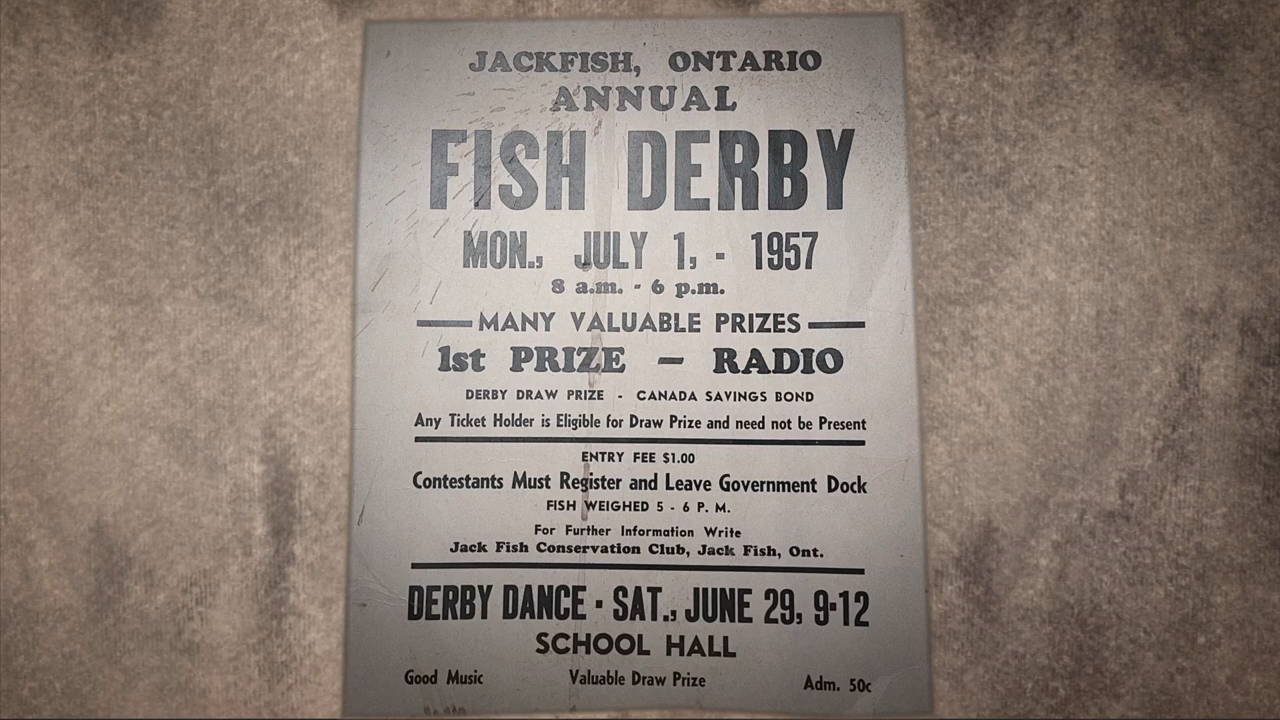 JACKFISH, ONTARIO
ANNUAL
FISH DERBY
MON., JULY 1, - 1957
8 a.m. - 6 p.m.
MANY VALUABLE PRIZES
1st PRIZE — RADIO
DERBY DRAW PRIZE - CANADA SAVINGS BOND
Any Ticket Holder is Eligible for Draw Prize and need not be Present
ENTRY FEE $1.00
Contestants Must Register and Leave Government Dock
FISH WEIGHED 5 - 6 P. M.
For Further Information Write
Jack Fish Conservation Club, Jack Fish, Ont.
DERBY DANCE - SAT., JUNE 29, 9-12
SCHOOL HALL
Good Music Valuable Draw Prize Adm. 50c